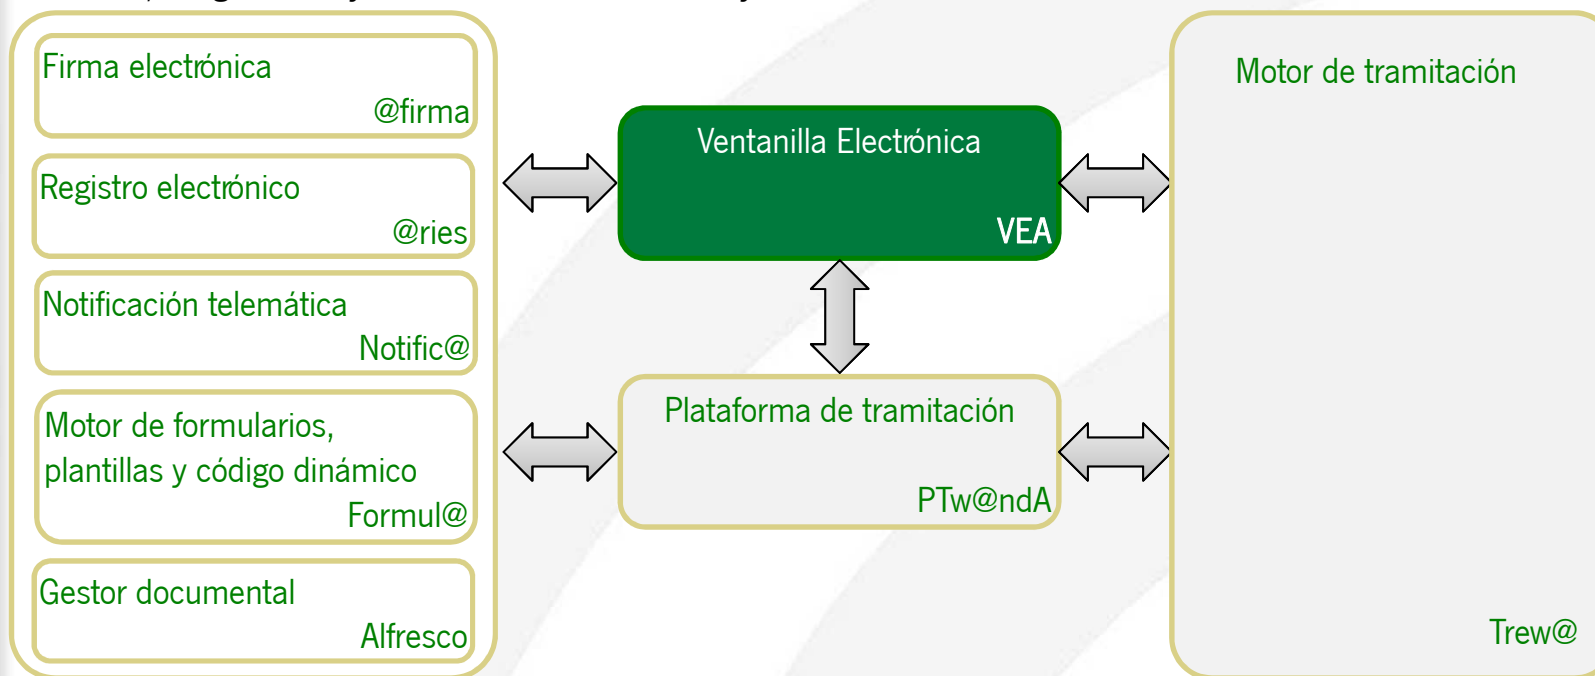 Firma electrónica
@firma
Registro electrónico
@ries
Notificación telemática
Notific@
Motor de formularios,
plantillas y código dinámico
Formul@
Gestor documental
Alfresco
Ventanilla Electrónica
VEA
Plataforma de tramitación
PTw@ndA
Motor de tramitación
Trew@